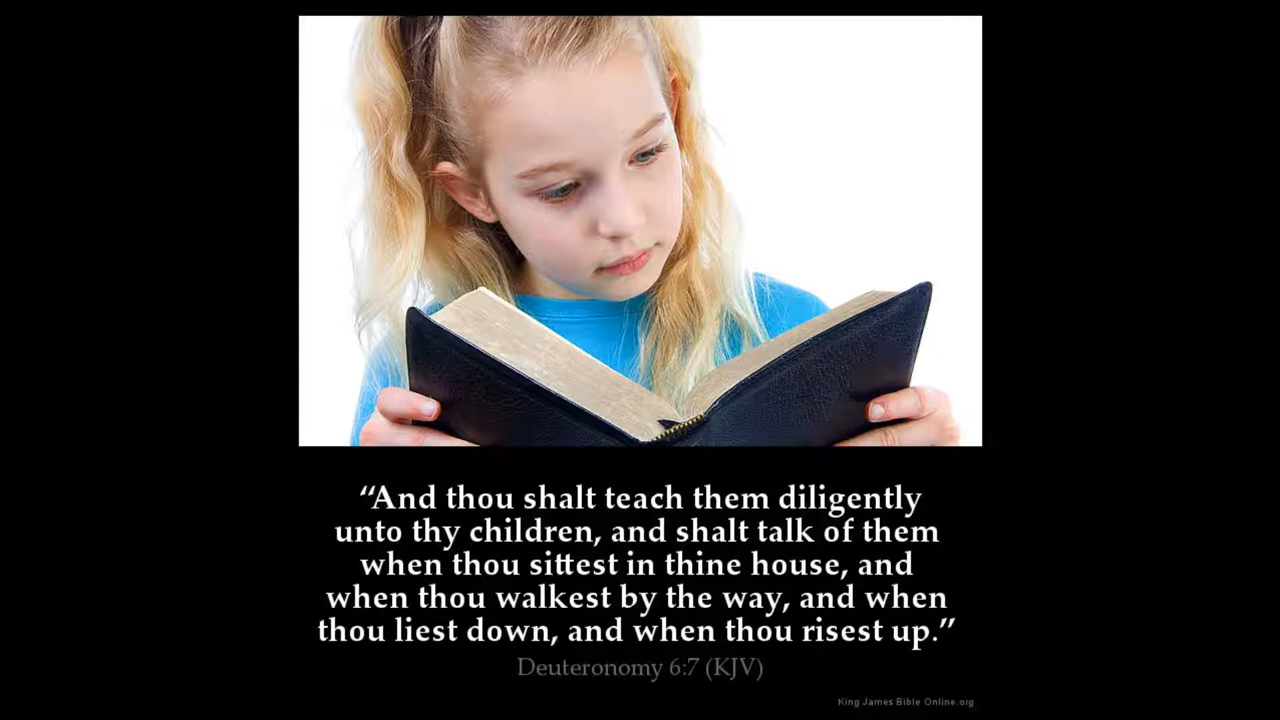 “And thou shalt teach them diligently
unto thy children, and shalt talk of them
when thou sittest in thine house, and
when thou walkest by the way, and when
thou liest down, and when thou risest up.”
Deuteronomy 6:7 (KJV)
King James Bible Online.org